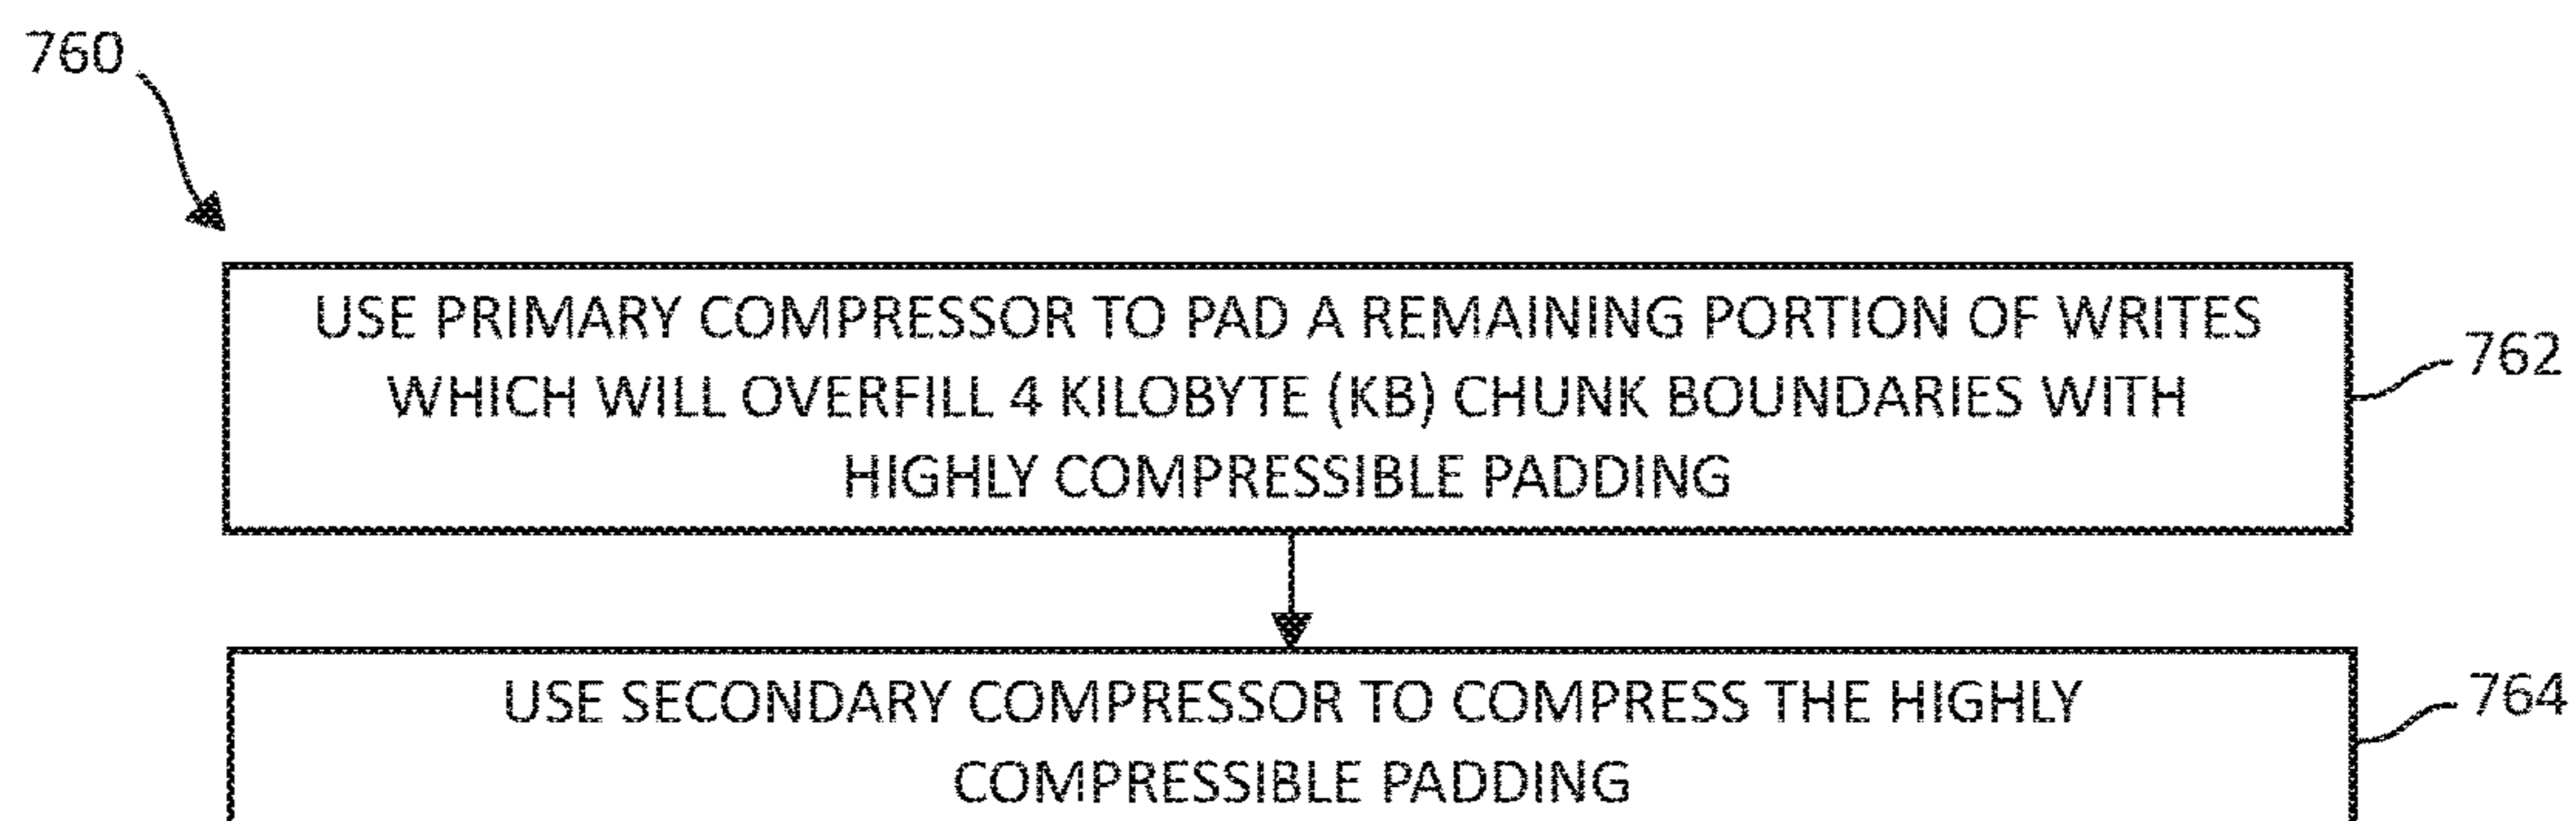 760
USE PRIMARY COMPRESSOR TO PAD A REMAINING PORTION OF WRITES
WHICH WILL OVERFILL 4 KILOBYTE (KB) CHUNK BOUNDARIES WITH
HIGHLY COMPRESSIBLE PADDING
762
USE SECONDARY COMPRESSOR TO COMPRESS THE HIGHLY
COMPRESSIBLE PADDING
764